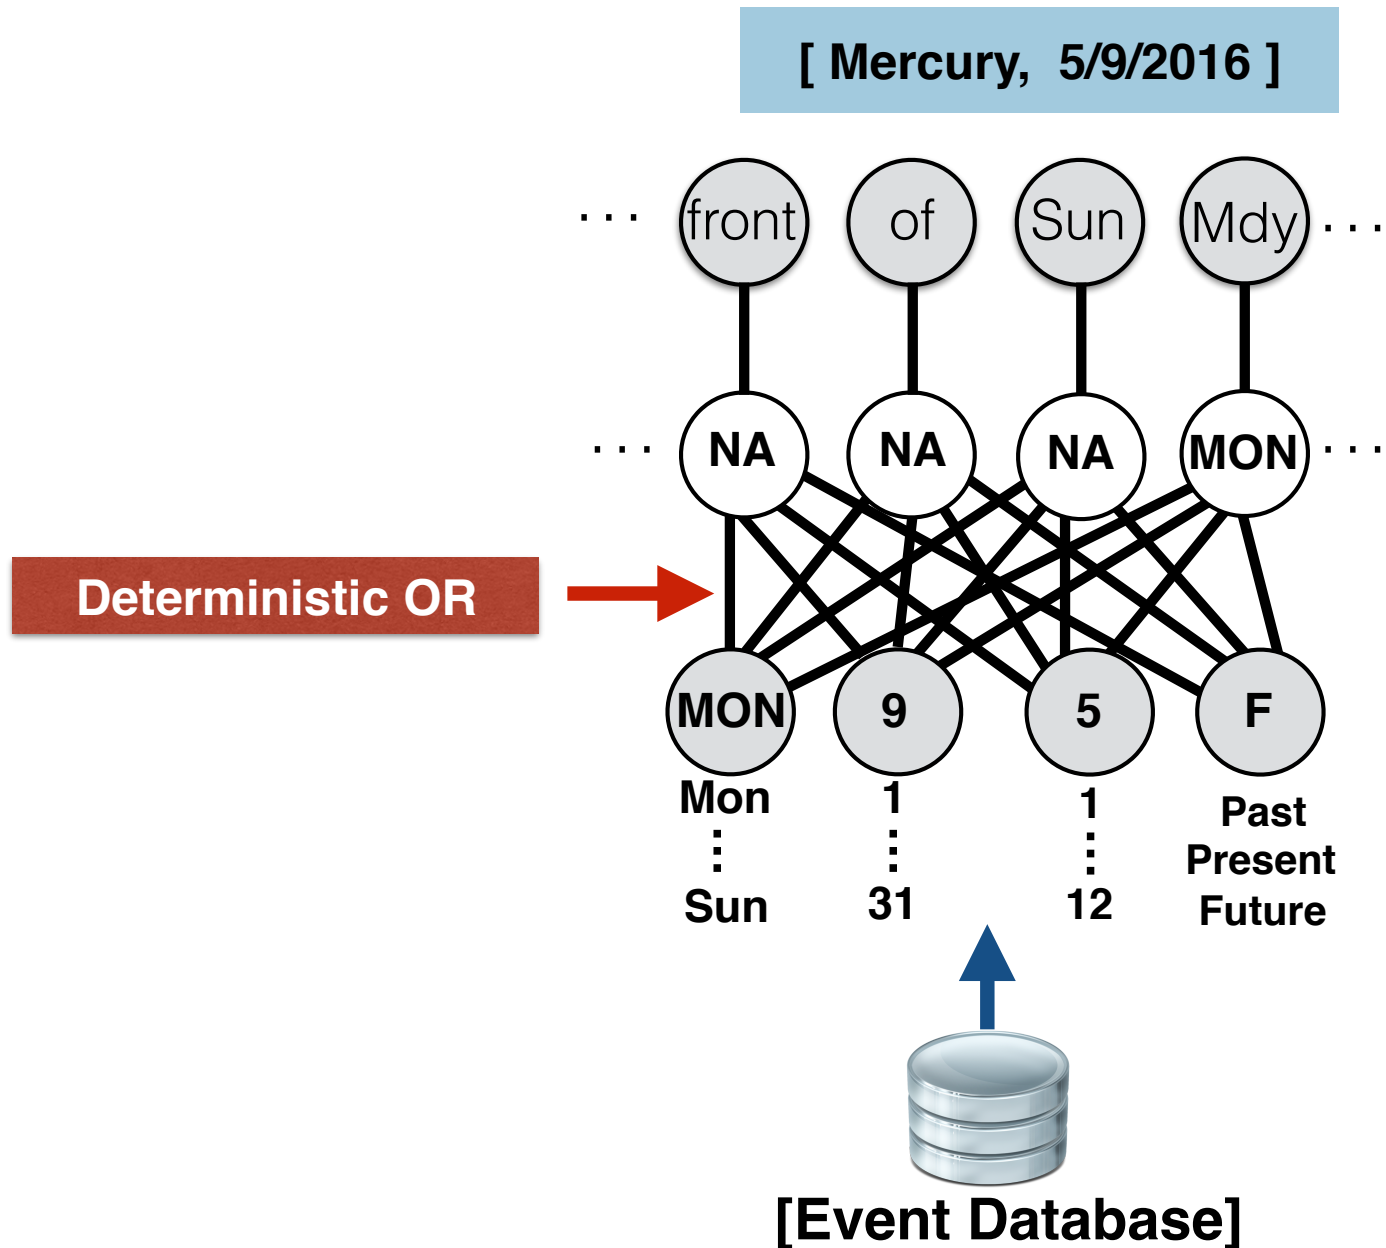 [ Mercury, 5/9/2016 ]
... front of Sun Mdy ...
... NA NA NA MON ...
Deterministic OR
MON 9 5 F
Mon 1 1 Past
⋮ ⋮ ⋮ Present
Sun 31 12 Future
[Event Database]